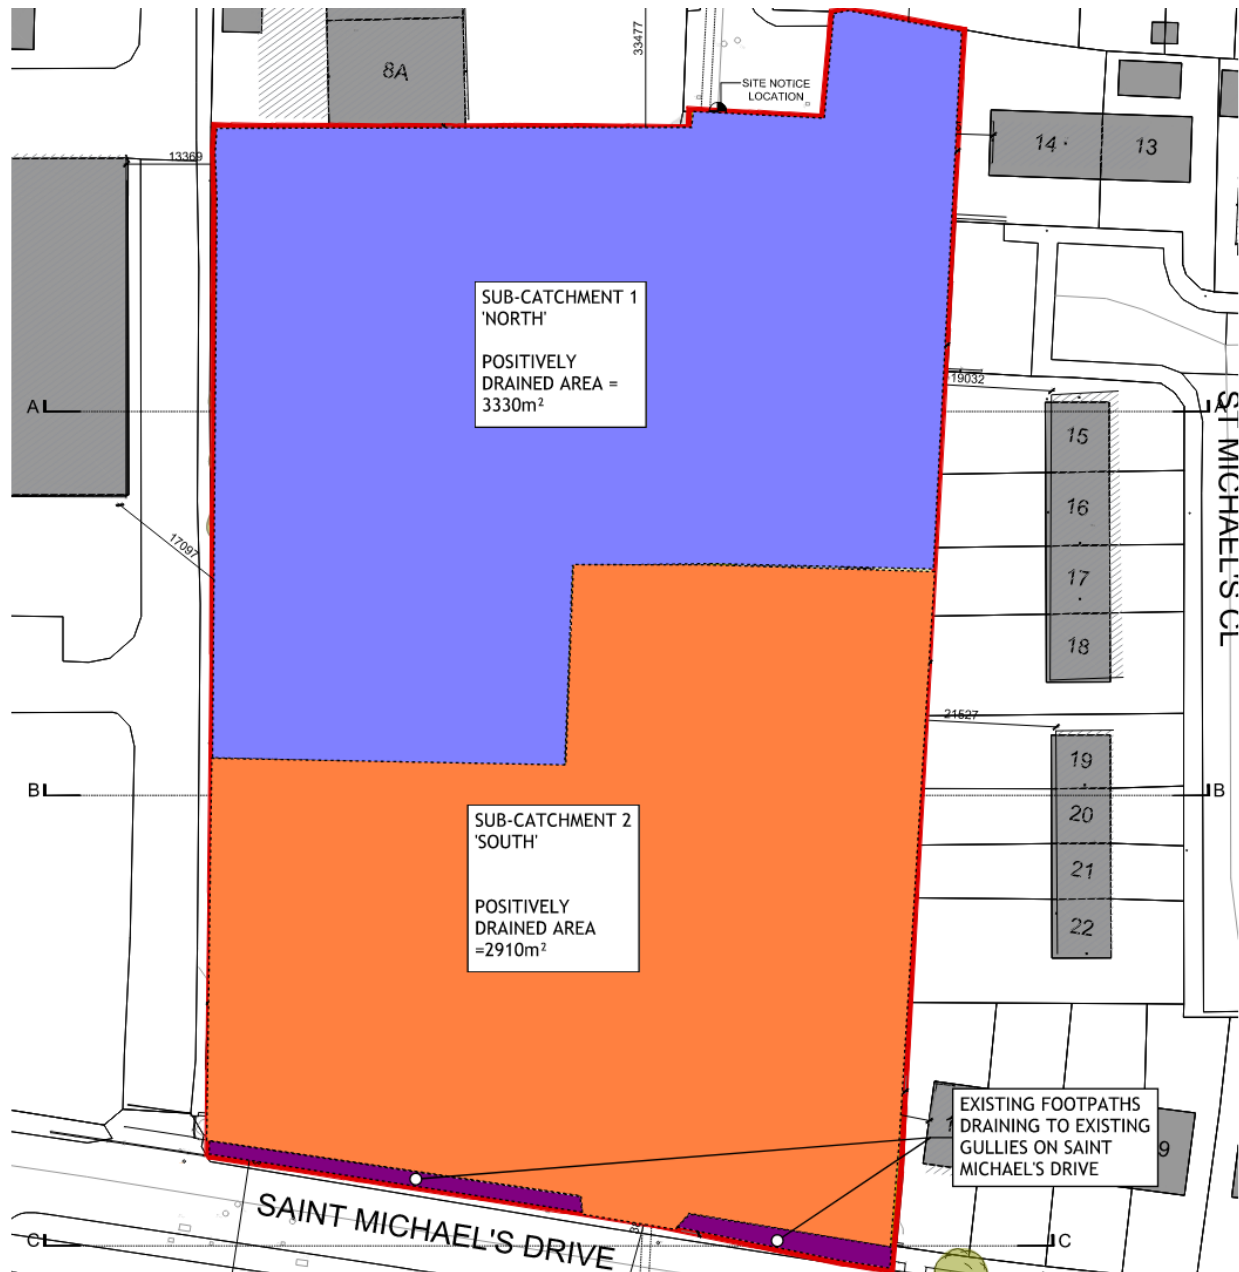 8A
33477
SITE NOTICE
LOCATION
14
13
13369
SUB-CATCHMENT 1
'NORTH'
POSITIVELY
DRAINED AREA =
3330m²
19032
A
A
15
ST MICHAEL'S CL
16
17097
17
18
21527
19
B
B
20
SUB-CATCHMENT 2
'SOUTH'
POSITIVELY
DRAINED AREA
=2910m²
21
22
EXISTING FOOTPATHS
DRAINING TO EXISTING
GULLIES ON SAINT
MICHAEL'S DRIVE
9
SAINT MICHAEL'S DRIVE
C
C